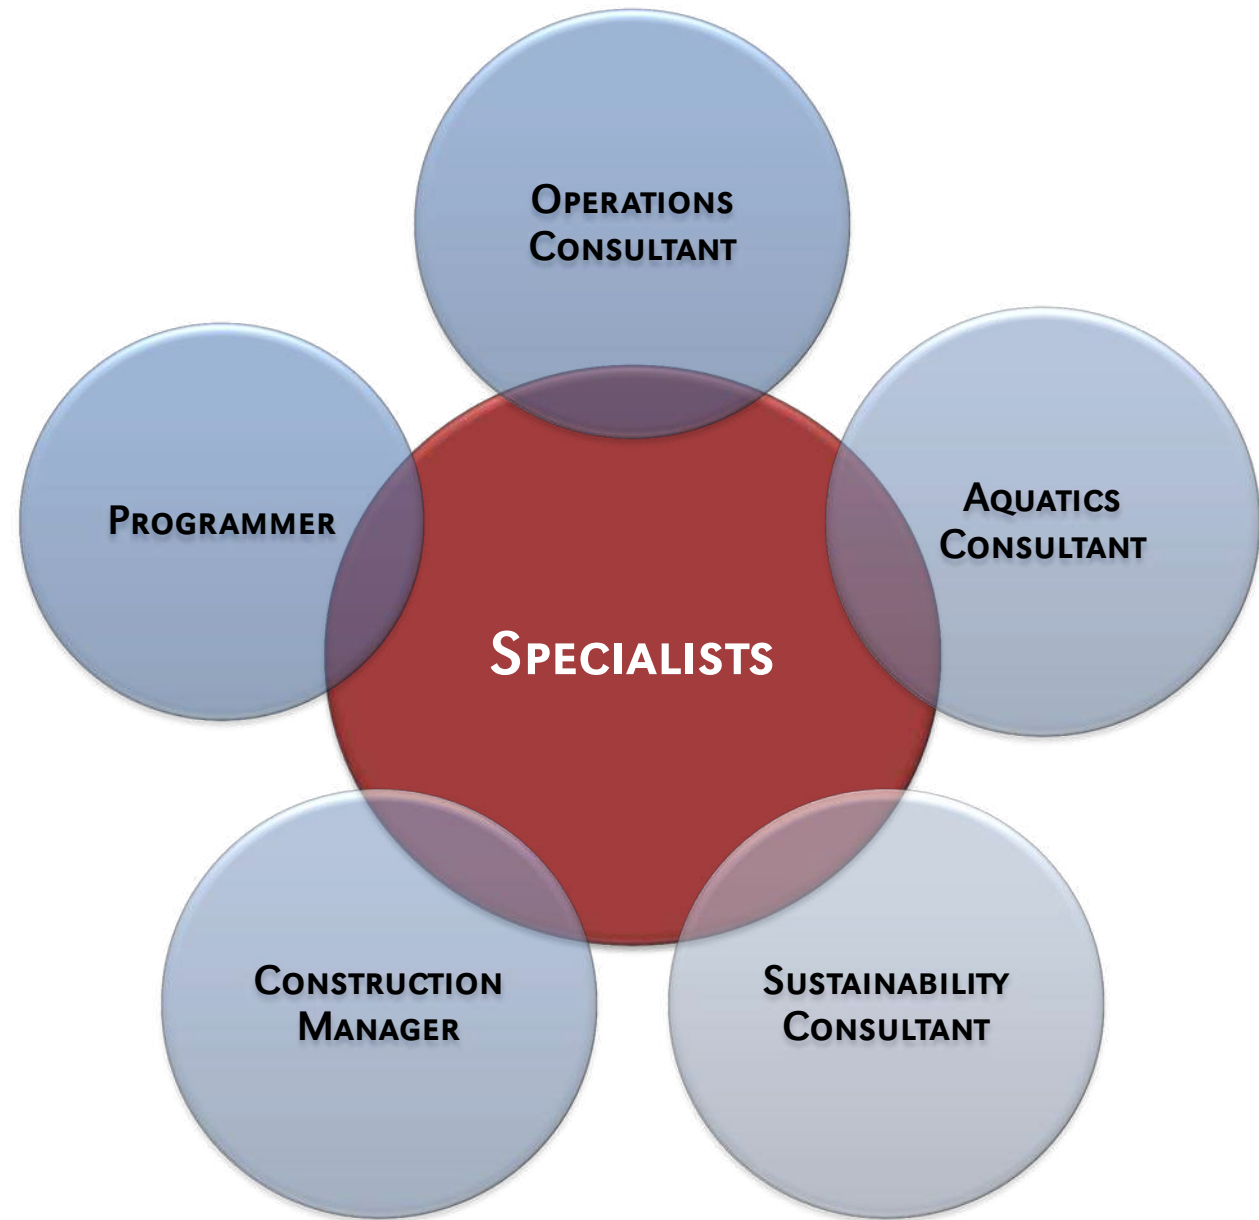 Operations
Consultant
Programmer
Aquatics
Consultant
Specialists
Construction
Manager
Sustainability
Consultant